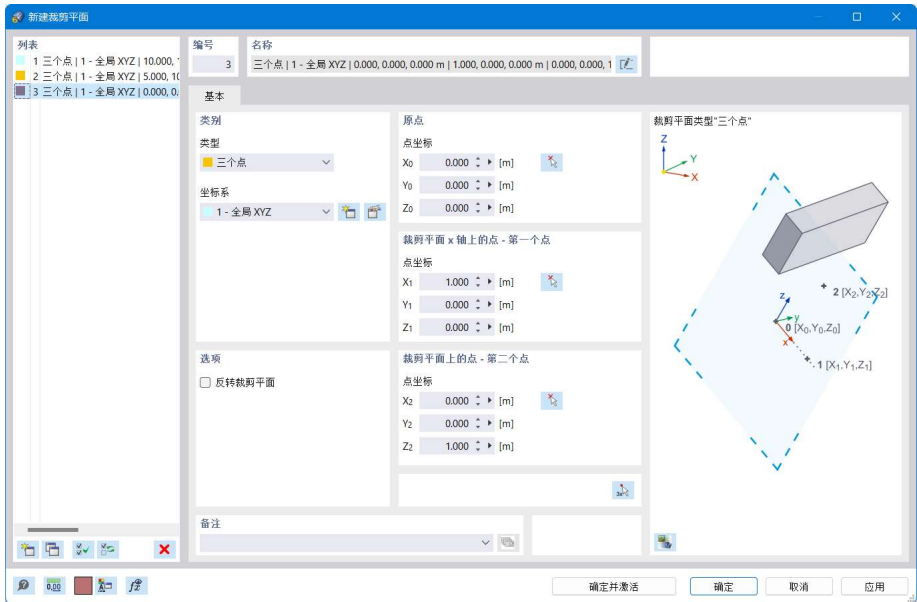 新建裁剪平面
列表
1 三个点 | 1 - 全局 XYZ | 10.000,
2 三个点 | 1 - 全局 XYZ | 5.000, 10
3 三个点 | 1 - 全局 XYZ | 0.000, 0.
编号
3
名称
三个点 | 1 - 全局 XYZ | 0.000, 0.000, 0.000 m | 1.000, 0.000, 0.000 m | 0.000, 0.000, 1
基本
类别
类型
三个点
坐标系
1 - 全局 XYZ
选项
反转裁剪平面
原点
点坐标
X0 0.000 [m]
Y0 0.000 [m]
Z0 0.000 [m]
裁剪平面 x 轴上的点 - 第一个点
点坐标
X1 1.000 [m]
Y1 0.000 [m]
Z1 0.000 [m]
裁剪平面上的点 - 第二个点
点坐标
X2 0.000 [m]
Y2 0.000 [m]
Z2 1.000 [m]
3x
备注
裁剪平面类型"三个点"
Z
Y
X
2 [X2,Y2,Z2]
z
y
0 [X0,Y0,Z0]
x
1 [X1,Y1,Z1]
0,00
确定并激活
确定
取消
应用